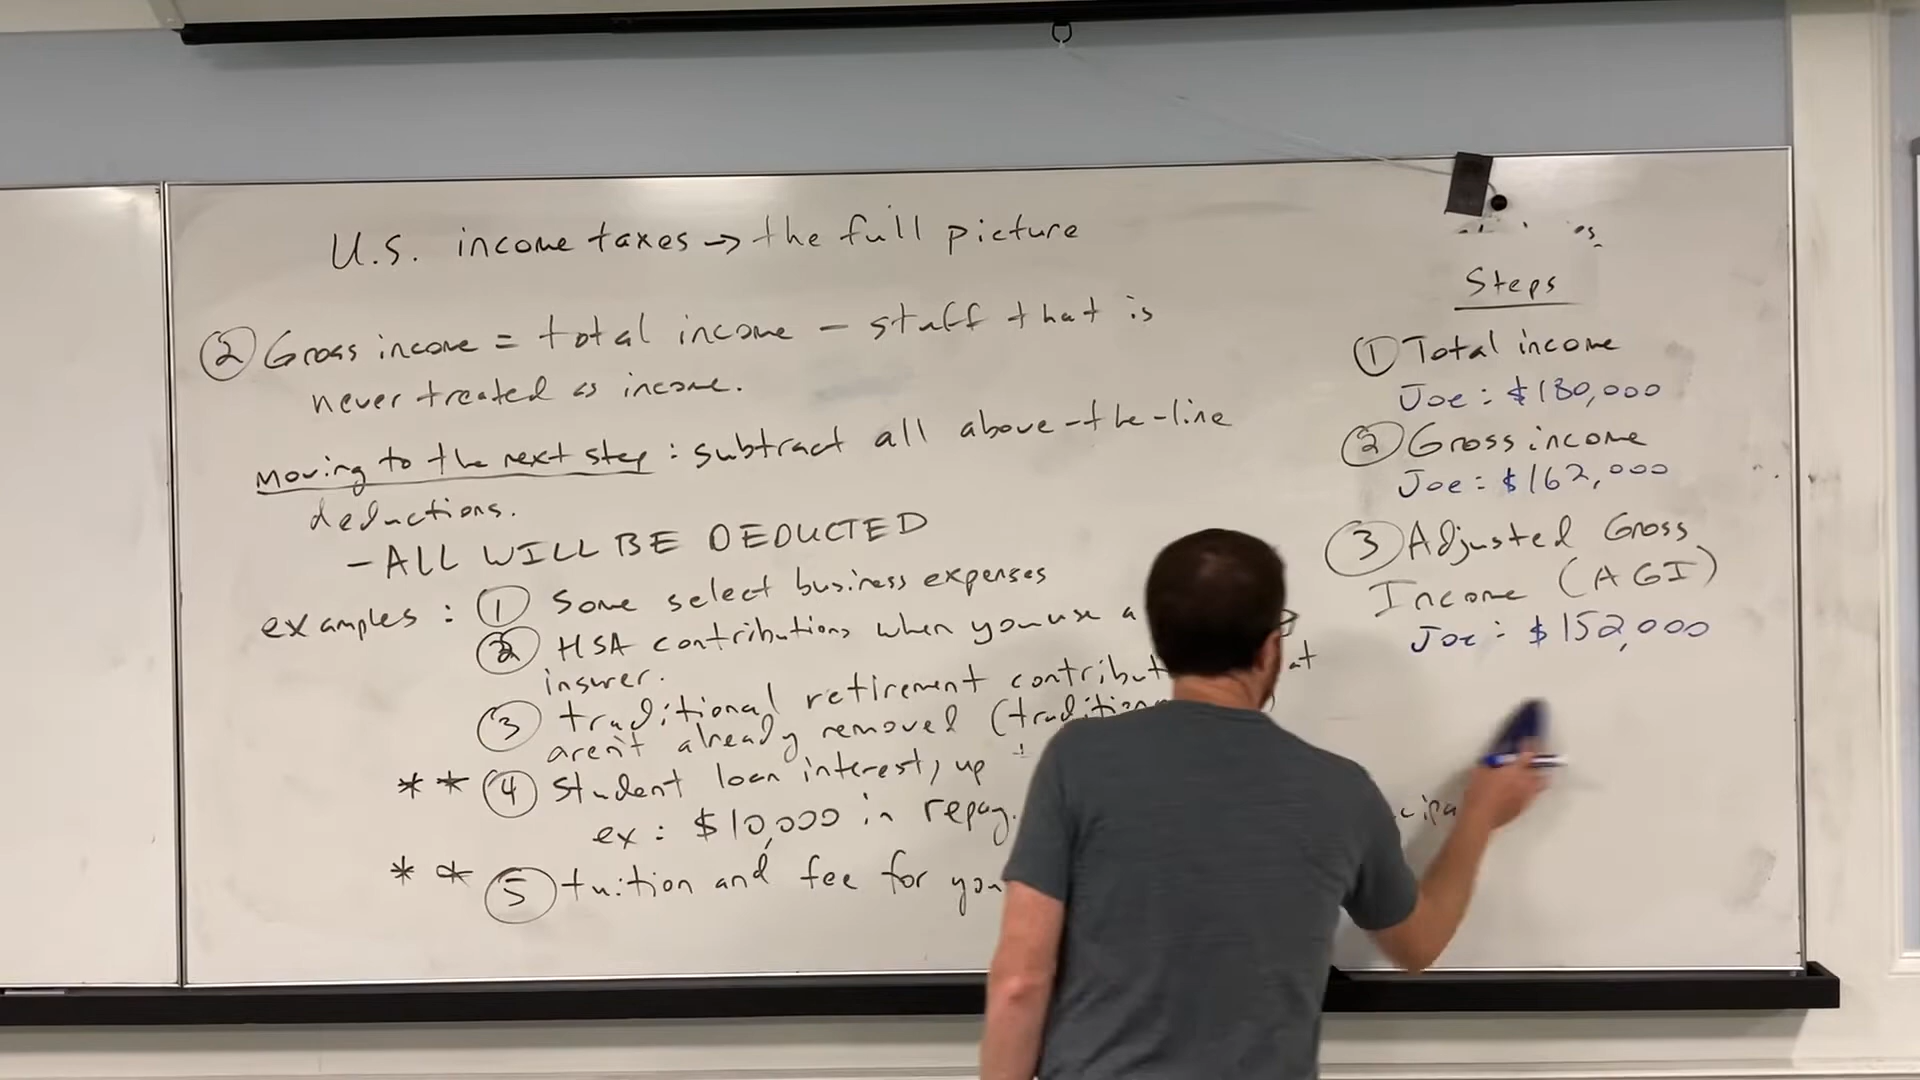 U.S. income taxes → the full picture
② Gross income = total income - stuff that is
never treated as income.
Moving to the next step : subtract all above-the-line
deductions.
- ALL WILL BE DEDUCTED
examples : ① Some select business expenses
② HSA contributions when you use a
insurer.
③ traditional retirement
aren't already removed
** ④ Student loan interest, up
ex : $10,000 in
** ⑤ tuition and fee for
Steps
① Total income
Joe : $180,000
② Gross income
Joe : $162,000
③ Adjusted Gross
Income (AGI)
Joe : $152,000